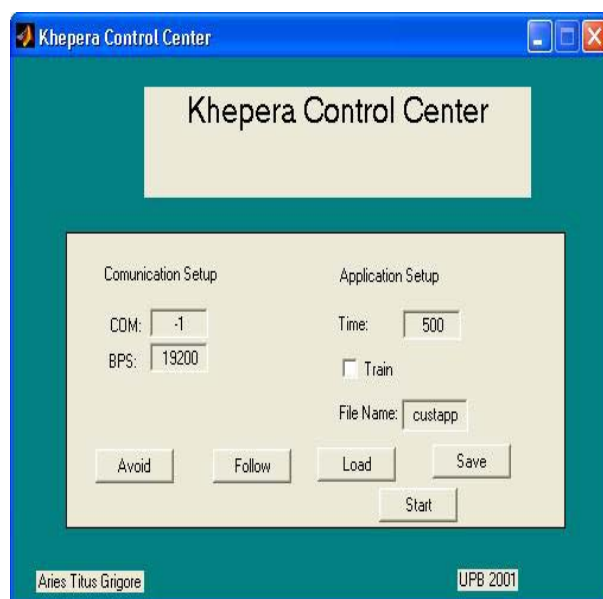 Khepera Control Center
Khepera Control Center
Comunication Setup
COM: -1
BPS: 19200
Application Setup
Time: 500
Train
File Name: custapp
Avoid Follow Load Save
Start
Aries Titus Grigore UPB 2001